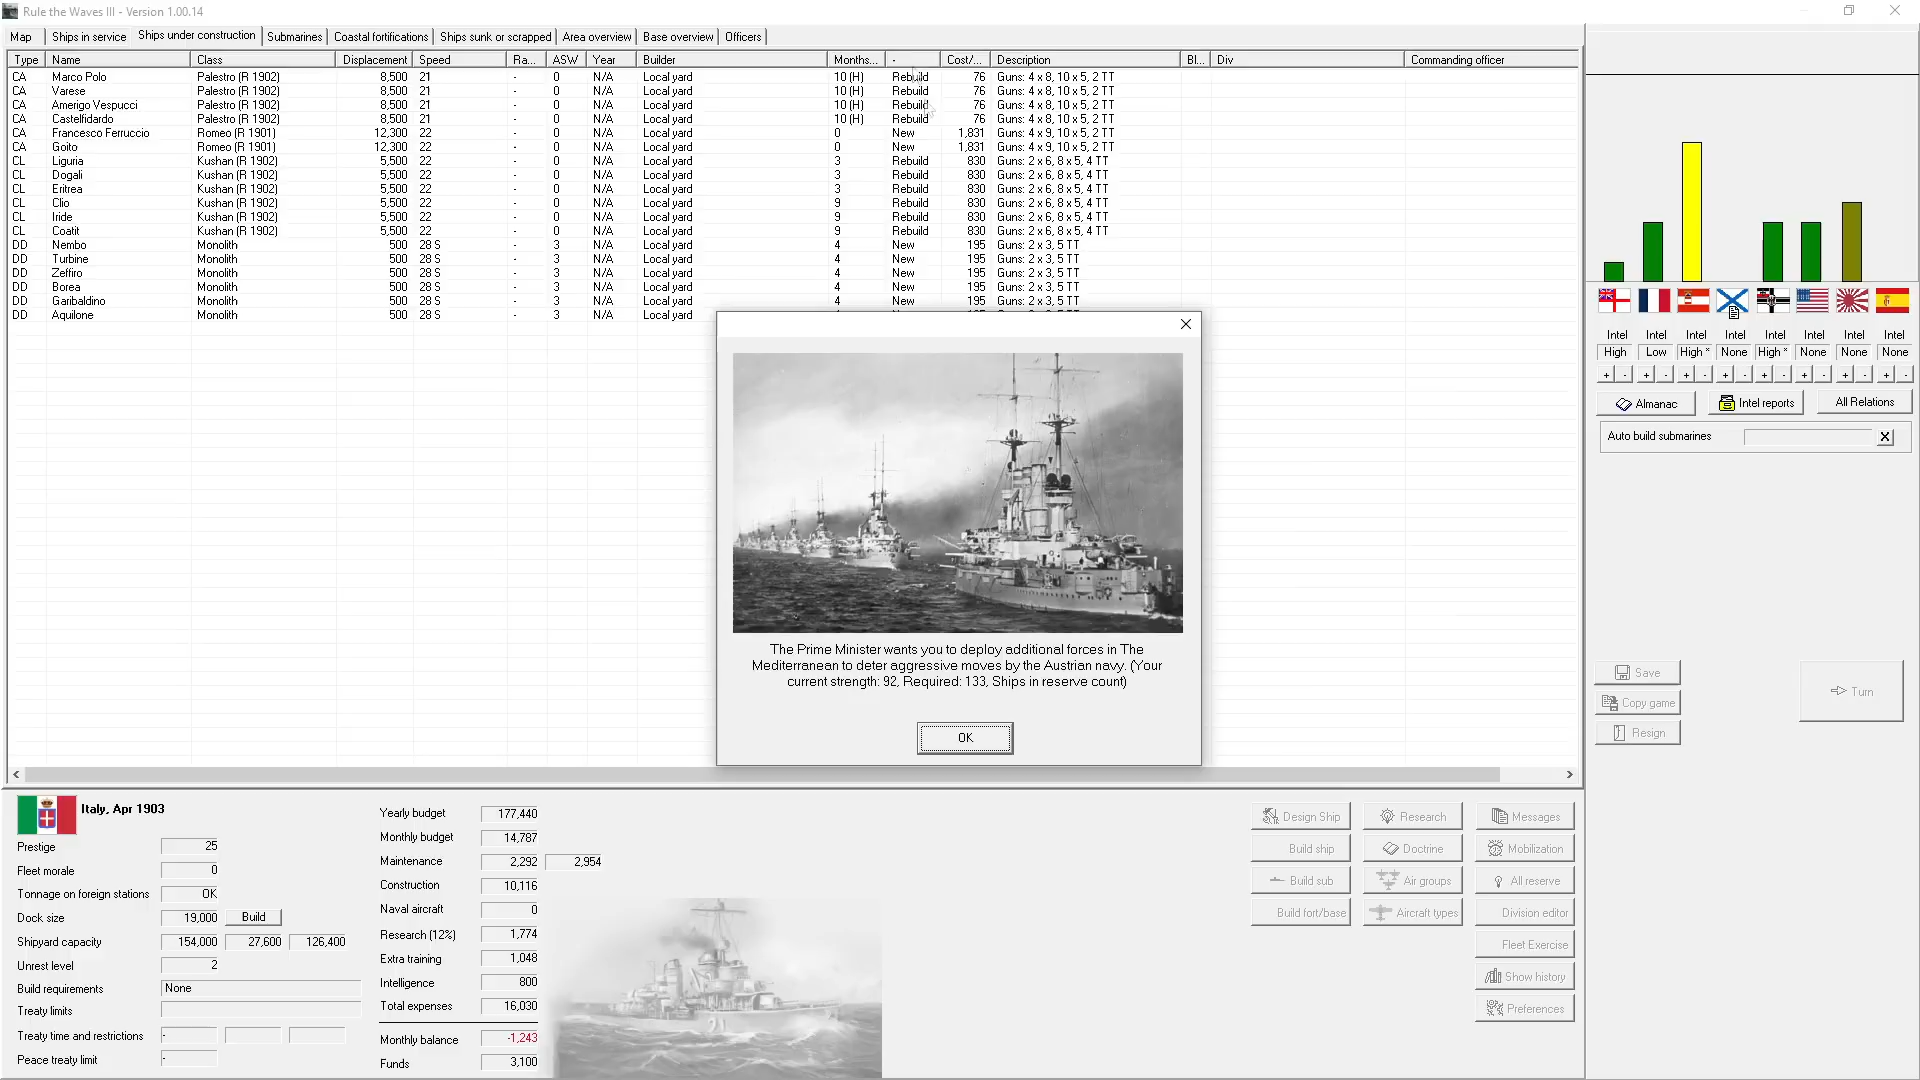 Rule the Waves III - Version 1.00.14
Map Ships in service Ships under construction Submarines Coastal fortifications Ships sunk or scrapped Area overview Base overview Officers
Type Name Class Displacement Speed Ra... ASW Year Builder Months... - Cost/... Description Bl... Div Commanding officer
CA Marco Polo Palestro (R 1902) 8,500 21 - 0 N/A Local yard 10 (H) Rebuild 76 Guns: 4 x 8, 10 x 5, 2 TT
CA Varese Palestro (R 1902) 8,500 21 - 0 N/A Local yard 10 (H) Rebuild 76 Guns: 4 x 8, 10 x 5, 2 TT
CA Amerigo Vespucci Palestro (R 1902) 8,500 21 - 0 N/A Local yard 10 (H) Rebuild 76 Guns: 4 x 8, 10 x 5, 2 TT
CA Castelfidardo Palestro (R 1902) 8,500 21 - 0 N/A Local yard 10 (H) Rebuild 76 Guns: 4 x 8, 10 x 5, 2 TT
CA Francesco Ferruccio Romeo (R 1901) 12,300 22 - 0 N/A Local yard 0 New 1,831 Guns: 4 x 9, 10 x 5, 2 TT
CA Goito Romeo (R 1901) 12,300 22 - 0 N/A Local yard 0 New 1,831 Guns: 4 x 9, 10 x 5, 2 TT
CL Liguria Kushan (R 1902) 5,500 22 - 0 N/A Local yard 3 Rebuild 830 Guns: 2 x 6, 8 x 5, 4 TT
CL Dogali Kushan (R 1902) 5,500 22 - 0 N/A Local yard 3 Rebuild 830 Guns: 2 x 6, 8 x 5, 4 TT
CL Eritrea Kushan (R 1902) 5,500 22 - 0 N/A Local yard 3 Rebuild 830 Guns: 2 x 6, 8 x 5, 4 TT
CL Clio Kushan (R 1902) 5,500 22 - 0 N/A Local yard 9 Rebuild 830 Guns: 2 x 6, 8 x 5, 4 TT
CL Iride Kushan (R 1902) 5,500 22 - 0 N/A Local yard 9 Rebuild 830 Guns: 2 x 6, 8 x 5, 4 TT
CL Coatit Kushan (R 1902) 5,500 22 - 0 N/A Local yard 9 Rebuild 830 Guns: 2 x 6, 8 x 5, 4 TT
DD Nembo Monolith 500 28 S - 3 N/A Local yard 4 New 195 Guns: 2 x 3, 5 TT
DD Turbine Monolith 500 28 S - 3 N/A Local yard 4 New 195 Guns: 2 x 3, 5 TT
DD Zeffiro Monolith 500 28 S - 3 N/A Local yard 4 New 195 Guns: 2 x 3, 5 TT
DD Borea Monolith 500 28 S - 3 N/A Local yard 4 New 195 Guns: 2 x 3, 5 TT
DD Garibaldino Monolith 500 28 S - 3 N/A Local yard 4 New 195 Guns: 2 x 3, 5 TT
DD Aquilone Monolith 500 28 S - 3 N/A Local yard
The Prime Minister wants you to deploy additional forces in The
Mediterranean to deter aggressive moves by the Austrian navy. (Your
current strength: 92, Required: 133, Ships in reserve count)
OK
Intel Intel Intel Intel Intel Intel Intel Intel
High Low High * None High * None None None
+ - + - + - + - + - + - + - + -
Almanac Intel reports All Relations
Auto build submarines X
Save
Copy game
Resign
Turn
Italy, Apr 1903
Prestige 25
Fleet morale 0
Tonnage on foreign stations OK
Dock size 19,000 Build
Shipyard capacity 154,000 27,600 126,400
Unrest level 2
Build requirements None
Treaty limits
Treaty time and restrictions -
Peace treaty limit -
Yearly budget 177,440
Monthly budget 14,787
Maintenance 2,292 2,954
Construction 10,116
Naval aircraft 0
Research (12%) 1,774
Extra training 1,048
Intelligence 800
Total expenses 16,030
Monthly balance -1,243
Funds 3,100
Design Ship Research Messages
Build ship Doctrine Mobilization
Build sub Air groups All reserve
Build fort/base Aircraft types Division editor
Fleet Exercise
Show history
Preferences